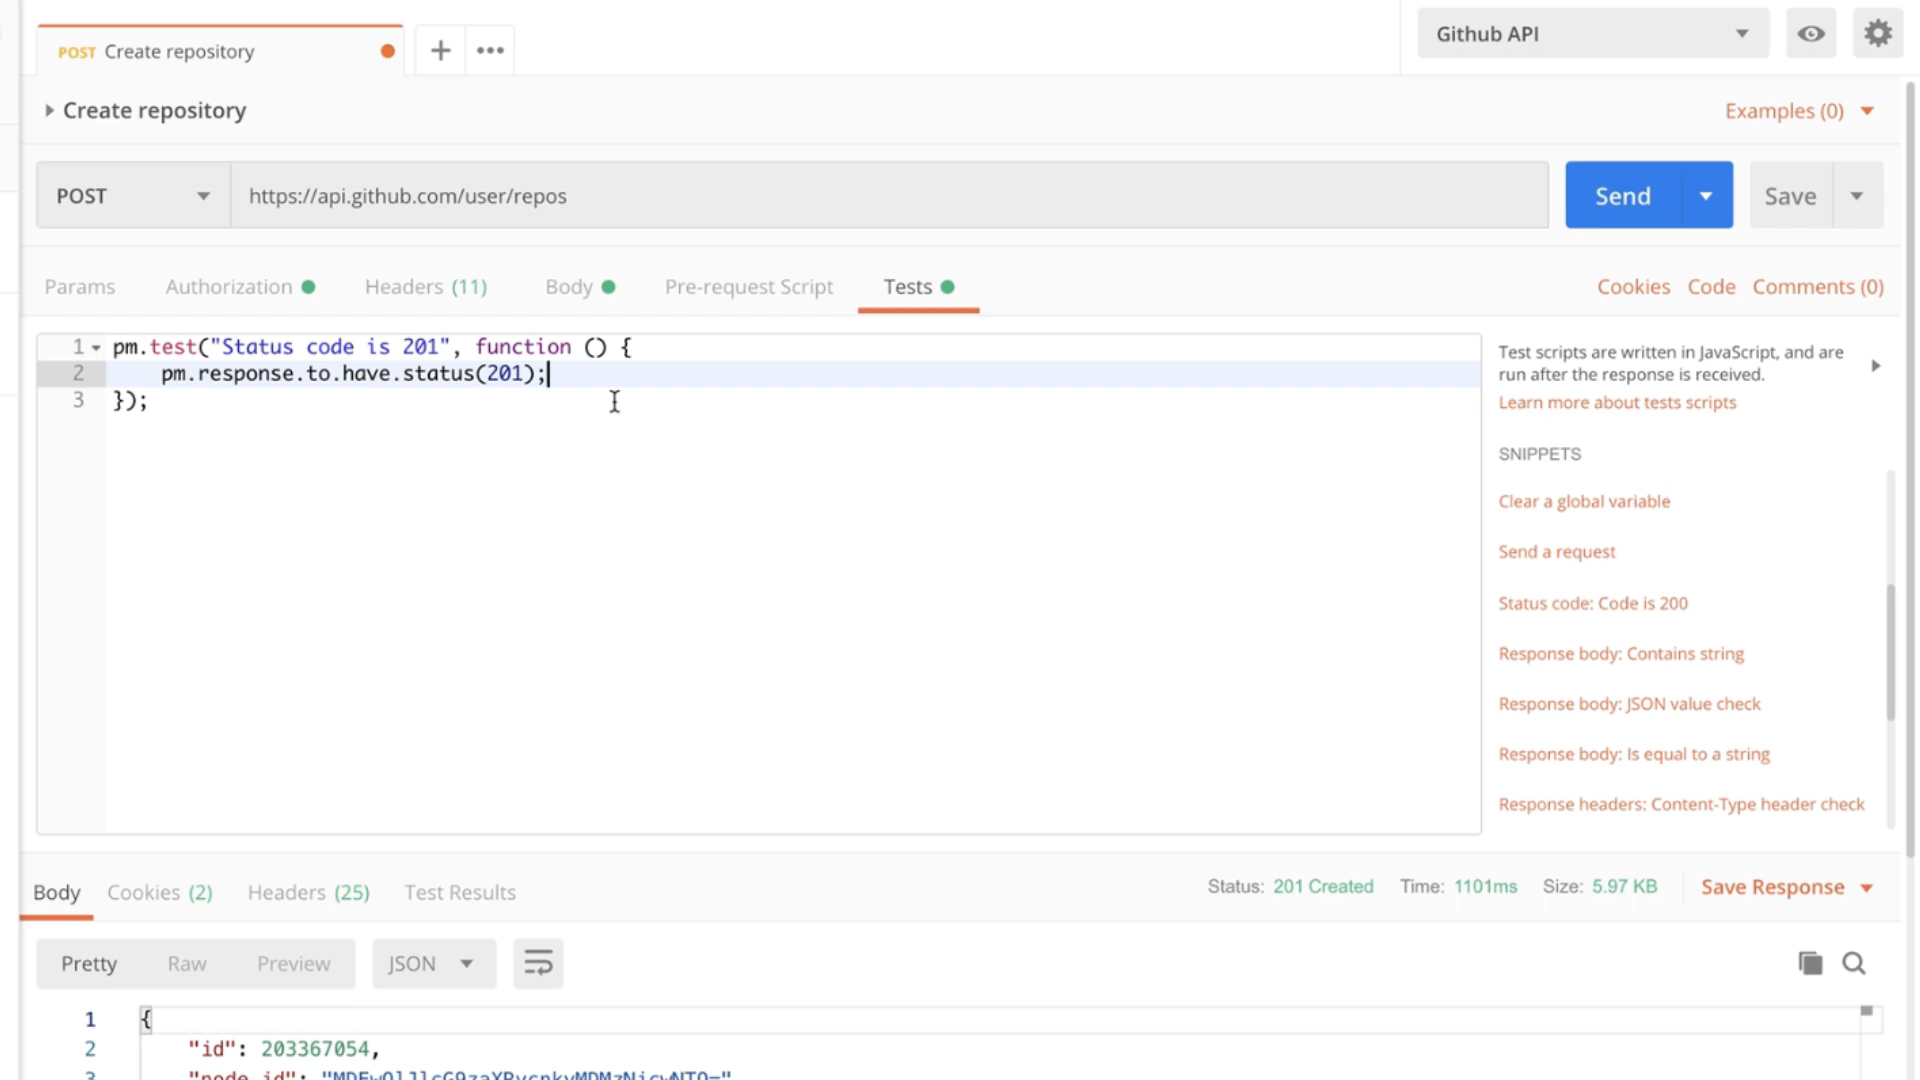 POST Create repository
Github API
Create repository
Examples (0)
POST
https://api.github.com/user/repos
Send
Save
Params
Authorization
Headers (11)
Body
Pre-request Script
Tests
Cookies
Code
Comments (0)
1 pm.test("Status code is 201", function () {
2 pm.response.to.have.status(201);
3 });
Test scripts are written in JavaScript, and are
run after the response is received.
Learn more about tests scripts
SNIPPETS
Clear a global variable
Send a request
Status code: Code is 200
Response body: Contains string
Response body: JSON value check
Response body: Is equal to a string
Response headers: Content-Type header check
Body
Cookies (2)
Headers (25)
Test Results
Status: 201 Created
Time: 1101ms
Size: 5.97 KB
Save Response
Pretty
Raw
Preview
JSON
1 {
2 "id": 203367054,
3 "node_id":